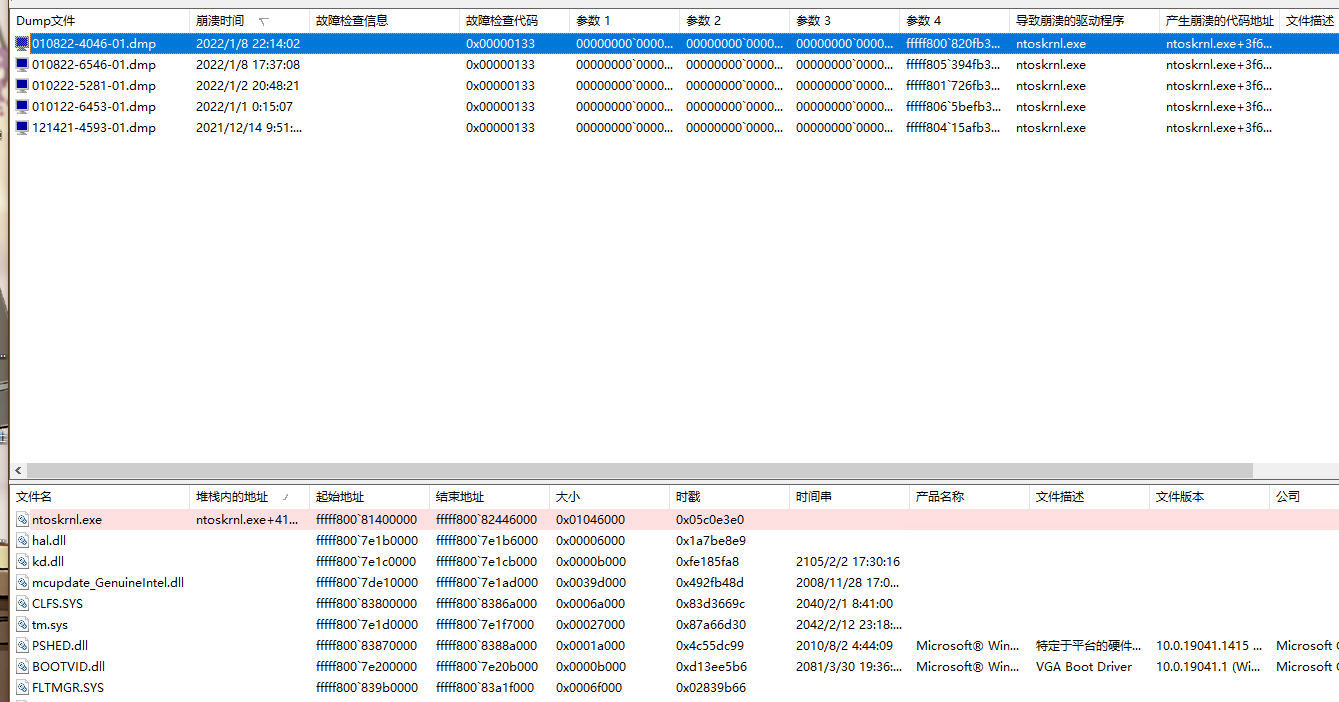 Dump文件 崩溃时间 故障检查信息 故障检查代码 参数 1 参数 2 参数 3 参数 4 导致崩溃的驱动程序 产生崩溃的代码地址 文件描述
010822-4046-01.dmp 2022/1/8 22:14:02 0x00000133 00000000`0000... 00000000`0000... 00000000`0000... fffff800`820fb3... ntoskrnl.exe ntoskrnl.exe+3f6...
010822-6546-01.dmp 2022/1/8 17:37:08 0x00000133 00000000`0000... 00000000`0000... 00000000`0000... fffff805`394fb3... ntoskrnl.exe ntoskrnl.exe+3f6...
010222-5281-01.dmp 2022/1/2 20:48:21 0x00000133 00000000`0000... 00000000`0000... 00000000`0000... fffff801`726fb3... ntoskrnl.exe ntoskrnl.exe+3f6...
010122-6453-01.dmp 2022/1/1 0:15:07 0x00000133 00000000`0000... 00000000`0000... 00000000`0000... fffff806`5befb3... ntoskrnl.exe ntoskrnl.exe+3f6...
121421-4593-01.dmp 2021/12/14 9:51:... 0x00000133 00000000`0000... 00000000`0000... 00000000`0000... fffff804`15afb3... ntoskrnl.exe ntoskrnl.exe+3f6...
文件名 堆栈内的地址 起始地址 结束地址 大小 时戳 时间串 产品名称 文件描述 文件版本 公司
ntoskrnl.exe ntoskrnl.exe+41... fffff800`81400000 fffff800`82446000 0x01046000 0x05c0e3e0
hal.dll fffff800`7e1b0000 fffff800`7e1b6000 0x00006000 0x1a7be8e9
kd.dll fffff800`7e1c0000 fffff800`7e1cb000 0x0000b000 0xfe185fa8 2105/2/2 17:30:16
mcupdate_GenuineIntel.dll fffff800`7de10000 fffff800`7e1ad000 0x0039d000 0x492fb48d 2008/11/28 17:0...
CLFS.SYS fffff800`83800000 fffff800`8386a000 0x0006a000 0x83d3669c 2040/2/1 8:41:00
tm.sys fffff800`7e1d0000 fffff800`7e1f7000 0x00027000 0x87a66d30 2042/2/12 23:18:...
PSHED.dll fffff800`83870000 fffff800`8388a000 0x0001a000 0x4c55dc99 2010/8/2 4:44:09 Microsoft® Win... 特定于平台的硬件... 10.0.19041.1415 ... Microsoft
BOOTVID.dll fffff800`7e200000 fffff800`7e20b000 0x0000b000 0xd13ee5b6 2081/3/30 19:36:... Microsoft® Win... VGA Boot Driver 10.0.19041.1 (Wi... Microsoft
FLTMGR.SYS fffff800`839b0000 fffff800`83a1f000 0x0006f000 0x02839b66